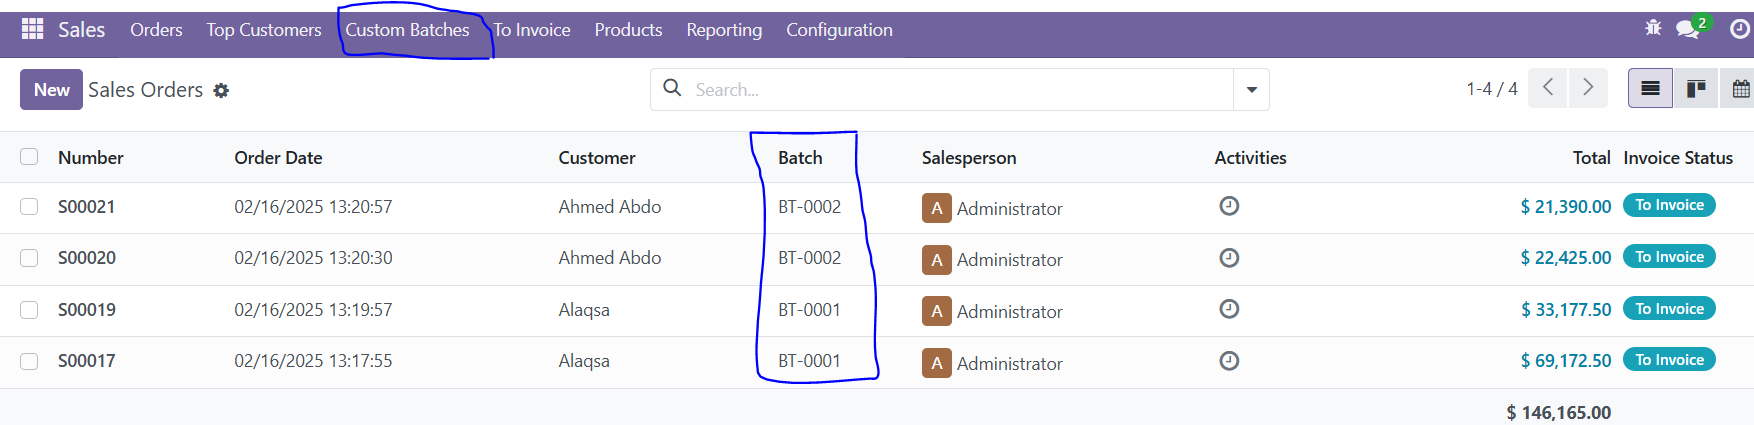 Sales Orders Top Customers Custom Batches To Invoice Products Reporting Configuration 2
New Sales Orders Search... 1-4 / 4
Number Order Date Customer Batch Salesperson Activities Total Invoice Status
S00021 02/16/2025 13:20:57 Ahmed Abdo BT-0002 A Administrator $ 21,390.00 To Invoice
S00020 02/16/2025 13:20:30 Ahmed Abdo BT-0002 A Administrator $ 22,425.00 To Invoice
S00019 02/16/2025 13:19:57 Alaqsa BT-0001 A Administrator $ 33,177.50 To Invoice
S00017 02/16/2025 13:17:55 Alaqsa BT-0001 A Administrator $ 69,172.50 To Invoice
$ 146,165.00